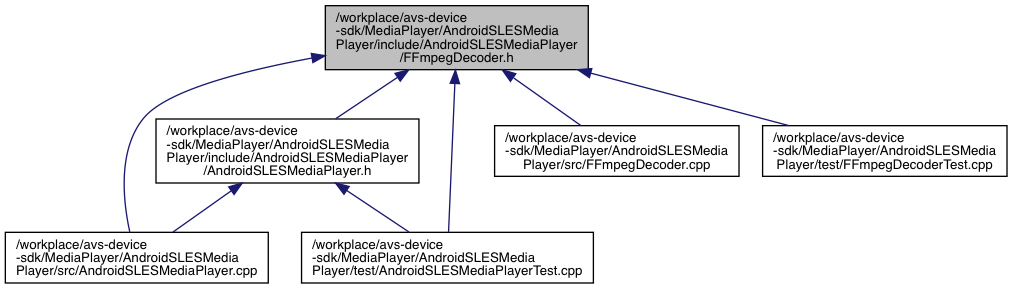 /workplace/avs-device
-sdk/MediaPlayer/AndroidSLESMedia
Player/include/AndroidSLESMediaPlayer
/FFmpegDecoder.h
/workplace/avs-device
-sdk/MediaPlayer/AndroidSLESMedia
Player/include/AndroidSLESMediaPlayer
/AndroidSLESMediaPlayer.h
/workplace/avs-device
-sdk/MediaPlayer/AndroidSLESMedia
Player/src/FFmpegDecoder.cpp
/workplace/avs-device
-sdk/MediaPlayer/AndroidSLESMedia
Player/test/FFmpegDecoderTest.cpp
/workplace/avs-device
-sdk/MediaPlayer/AndroidSLESMedia
Player/src/AndroidSLESMediaPlayer.cpp
/workplace/avs-device
-sdk/MediaPlayer/AndroidSLESMedia
Player/test/AndroidSLESMediaPlayerTest.cpp